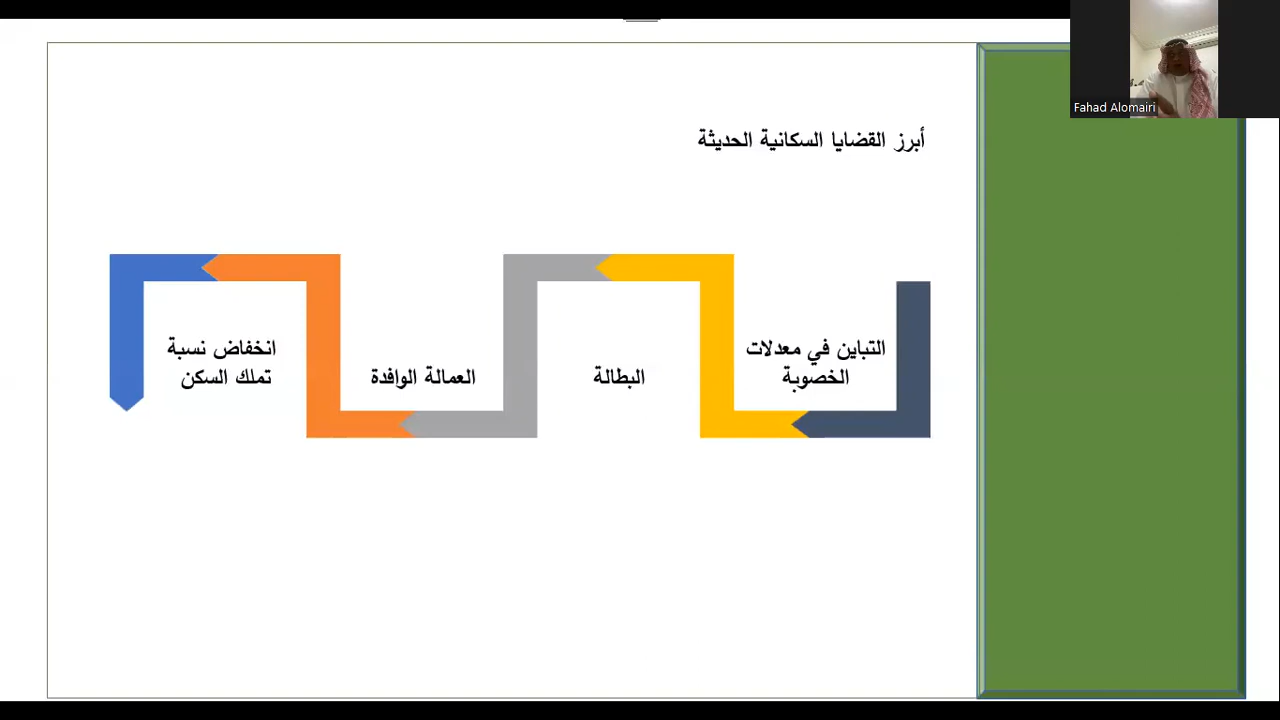 Fahad Alomairi
أبرز القضايا السكانية الحديثة
التباين في معدلات
الخصوبة
البطالة
العمالة الوافدة
انخفاض نسبة
تملك السكن